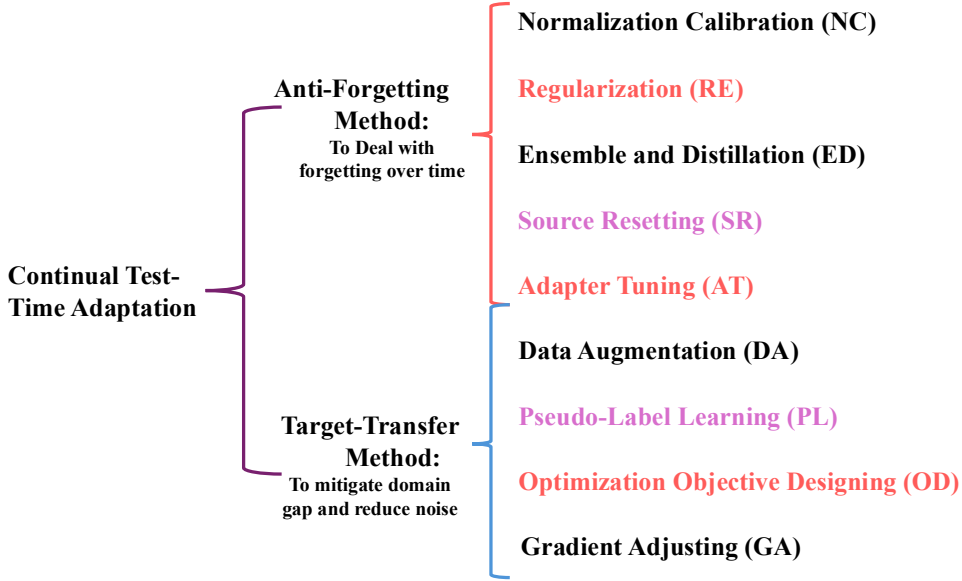 Continual Test-
Time Adaptation
Anti-Forgetting
Method:
To Deal with
forgetting over time
Normalization Calibration (NC)
Regularization (RE)
Ensemble and Distillation (ED)
Source Resetting (SR)
Adapter Tuning (AT)
Target-Transfer
Method:
To mitigate domain
gap and reduce noise
Data Augmentation (DA)
Pseudo-Label Learning (PL)
Optimization Objective Designing (OD)
Gradient Adjusting (GA)